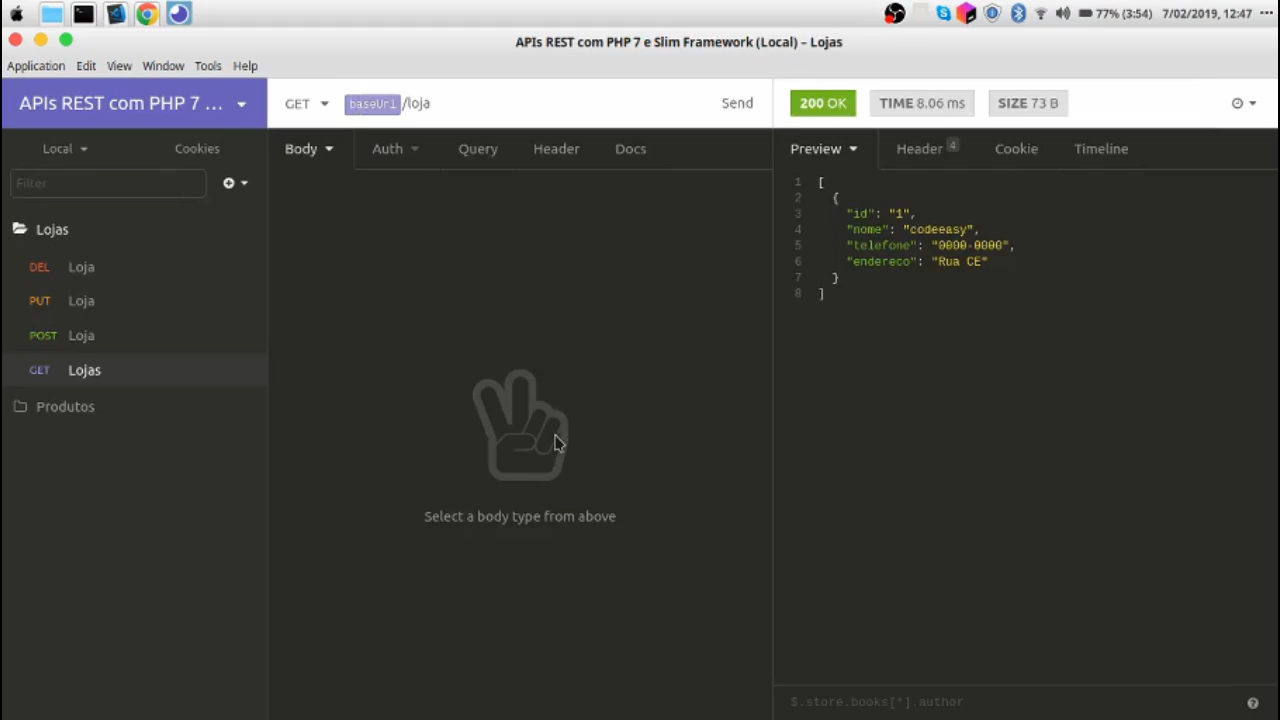 77% (3:54) 7/02/2019, 12:47
APIs REST com PHP 7 e Slim Framework (Local) – Lojas
Application Edit View Window Tools Help
APIs REST com PHP 7 ...
GET baseUrl/loja Send
200 OK TIME 8.06 ms SIZE 73 B
Local Cookies
Body Auth Query Header Docs
Preview Header 4 Cookie Timeline
Filter
Lojas
DEL Loja
PUT Loja
POST Loja
GET Lojas
Produtos
Select a body type from above
1 [
2 {
3 "id": "1",
4 "nome": "codeeasy",
5 "telefone": "0000-0000",
6 "endereco": "Rua CE"
7 }
8 ]
$.store.books[*].author